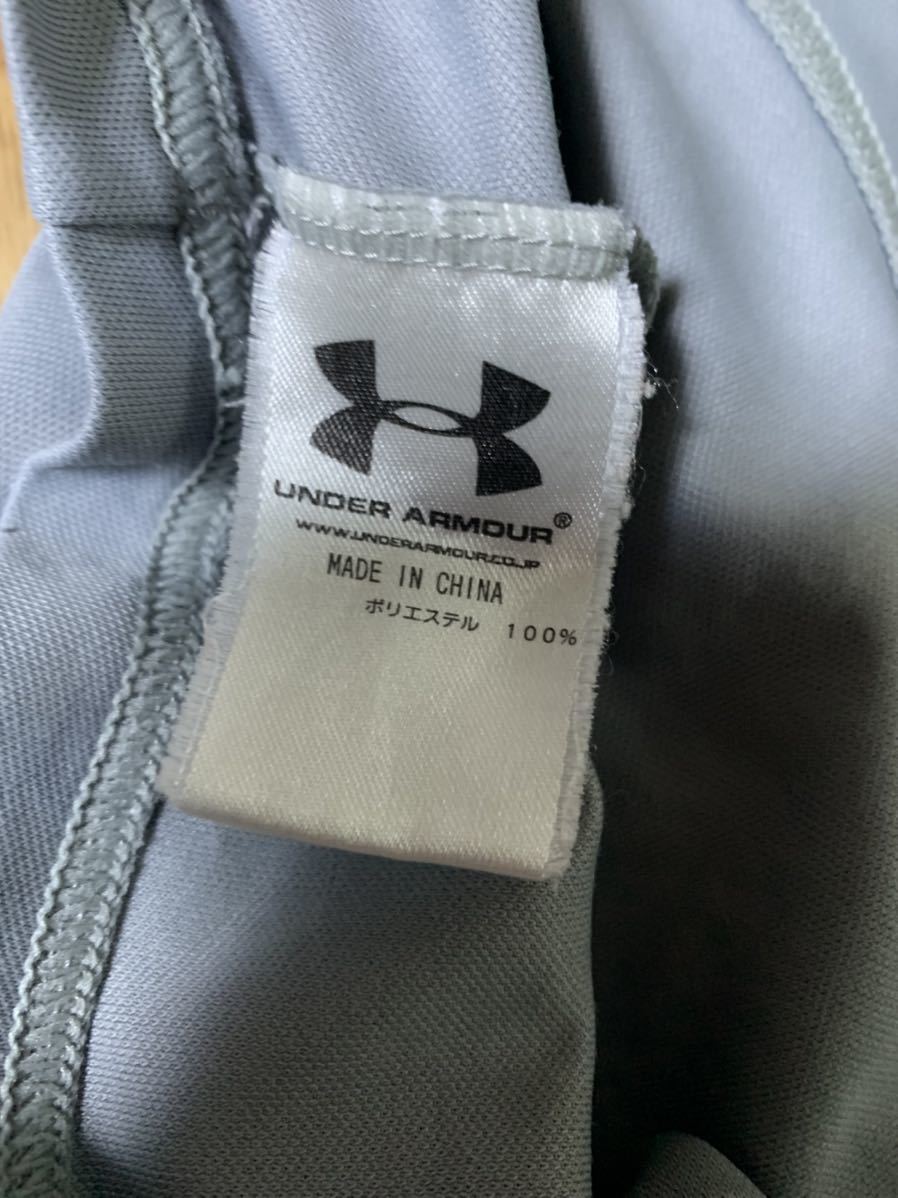 UNDER ARMOUR®
WWW.UNDERARMOUR.CO.JP
MADE IN CHINA
ポリエステル 100%